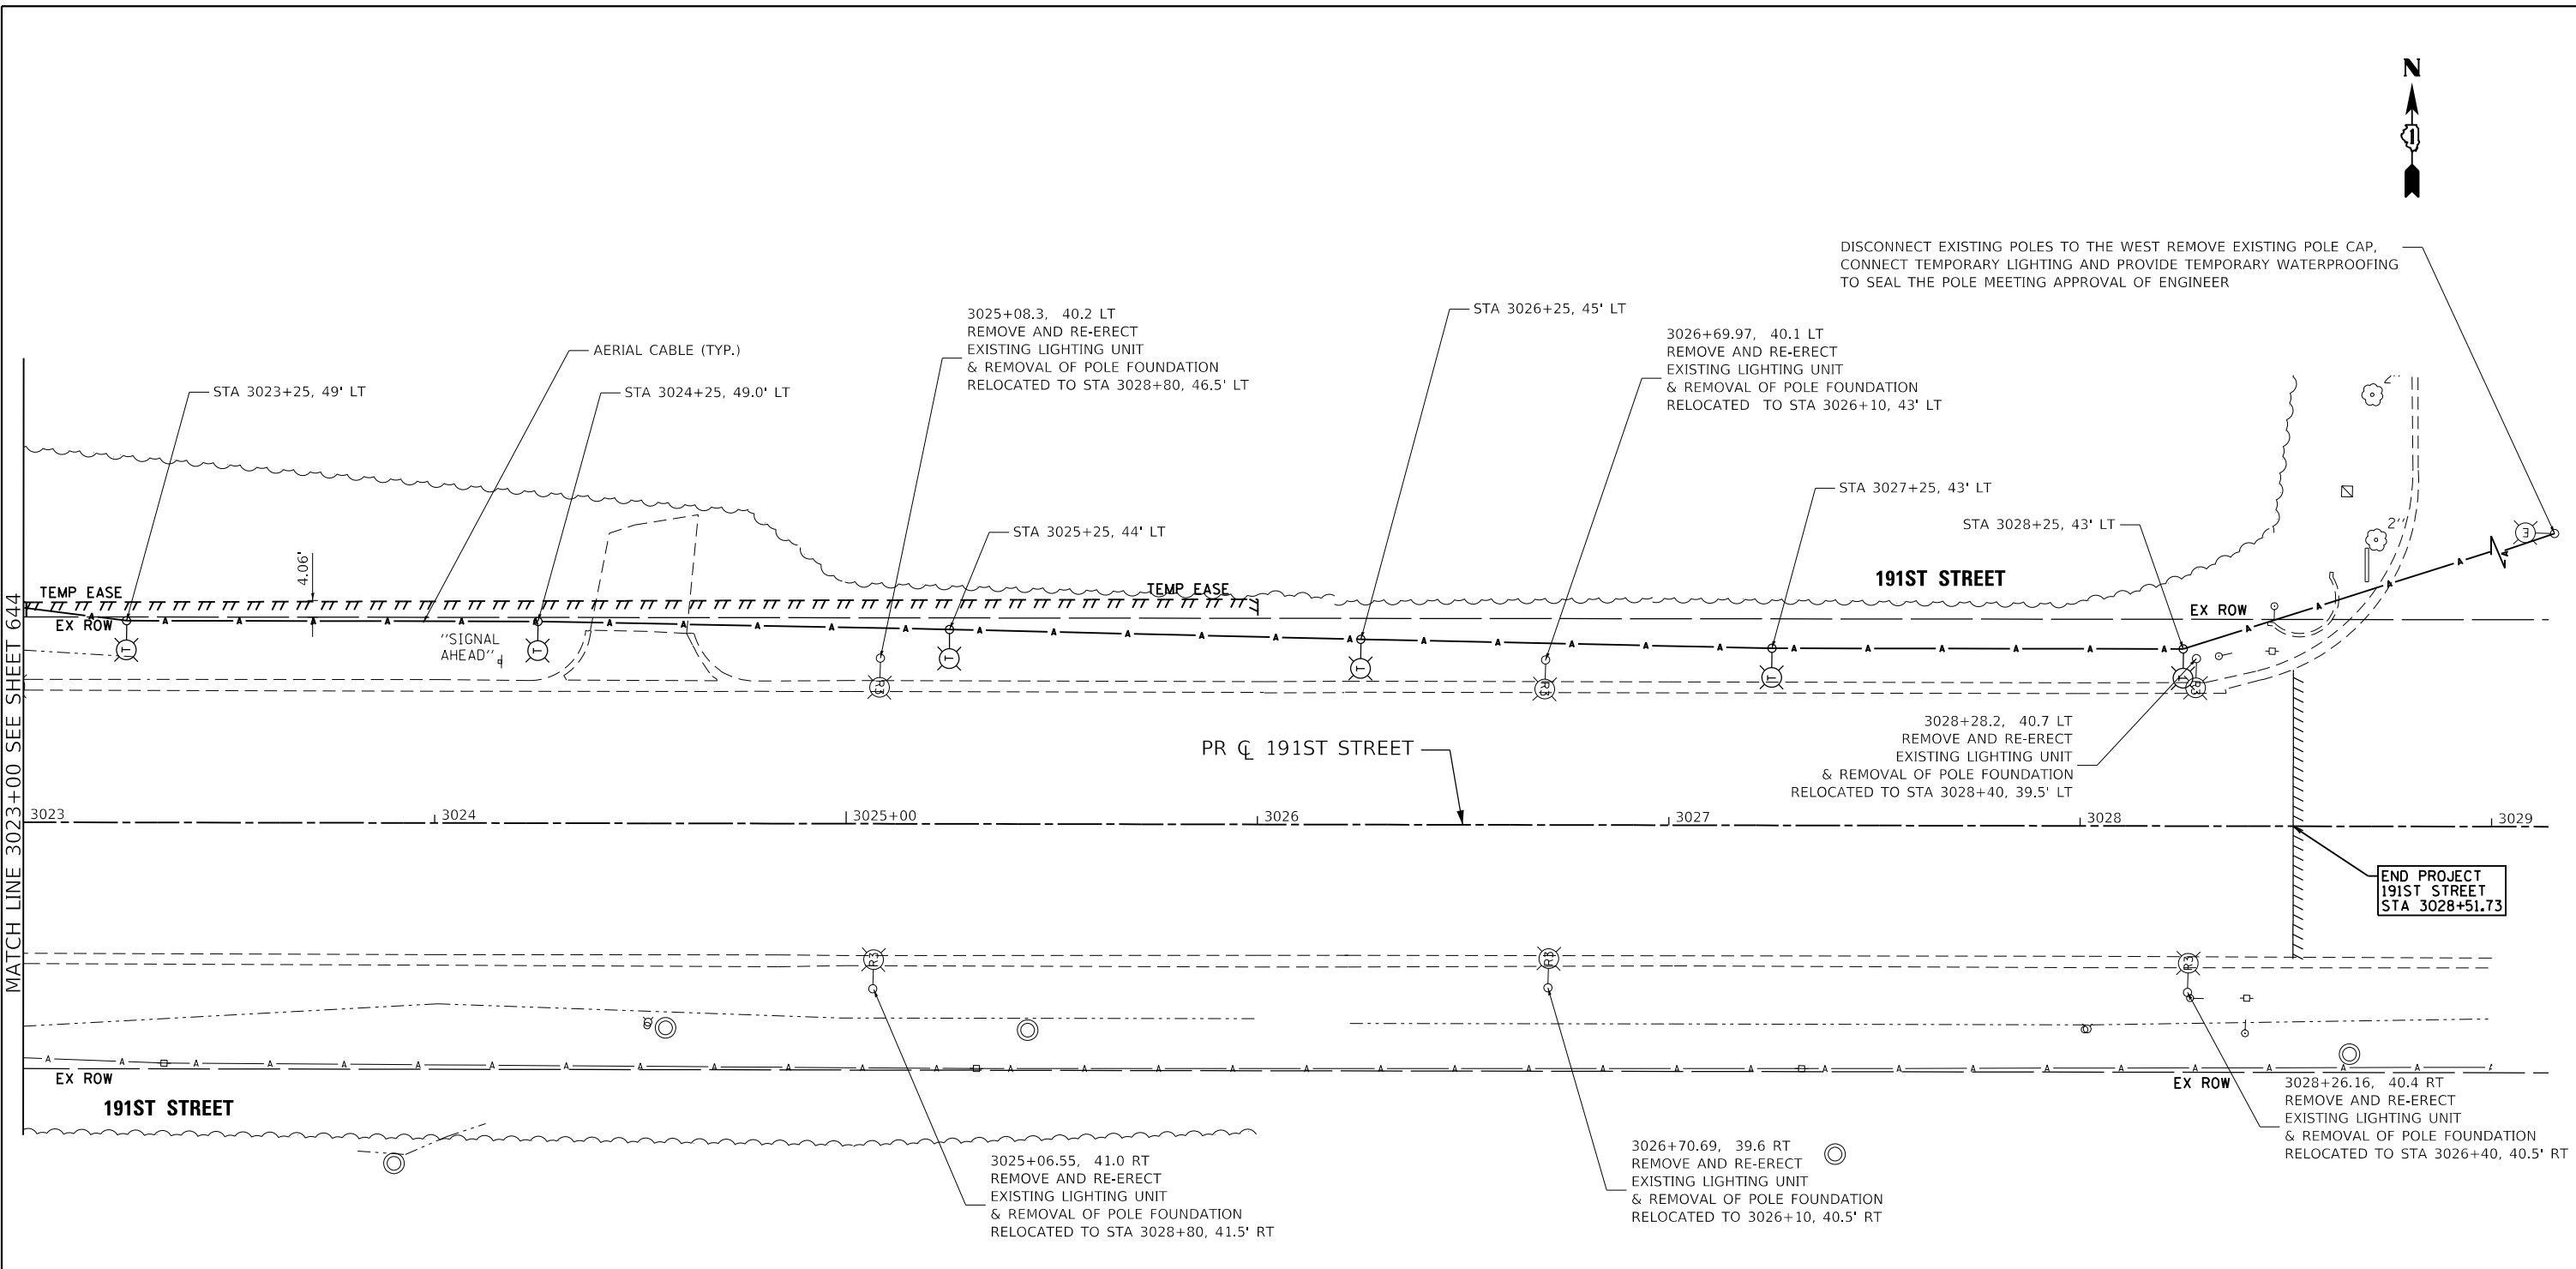 N
1
DISCONNECT EXISTING POLES TO THE WEST REMOVE EXISTING POLE CAP,
CONNECT TEMPORARY LIGHTING AND PROVIDE TEMPORARY WATERPROOFING
TO SEAL THE POLE MEETING APPROVAL OF ENGINEER
3025+08.3, 40.2 LT
REMOVE AND RE-ERECT
EXISTING LIGHTING UNIT
& REMOVAL OF POLE FOUNDATION
RELOCATED TO STA 3028+80, 46.5' LT
STA 3026+25, 45' LT
3026+69.97, 40.1 LT
REMOVE AND RE-ERECT
EXISTING LIGHTING UNIT
& REMOVAL OF POLE FOUNDATION
RELOCATED TO STA 3026+10, 43' LT
AERIAL CABLE (TYP.)
STA 3023+25, 49' LT
STA 3024+25, 49.0' LT
2"
STA 3027+25, 43' LT
STA 3025+25, 44' LT
STA 3028+25, 43' LT
2"
E
4.06'
TEMP EASE
TEMP EASE
191ST STREET
EX ROW
EX ROW
"SIGNAL
AHEAD"
A A A A A A A A A A A A A A A A A A A A A A A A A A A A A A A A
T
T
T
T
T
T
R3
R3
R3
3028+28.2, 40.7 LT
REMOVE AND RE-ERECT
EXISTING LIGHTING UNIT
& REMOVAL OF POLE FOUNDATION
RELOCATED TO STA 3028+40, 39.5' LT
PR ℄ 191ST STREET
MATCH LINE 3023+00 SEE SHEET 644
3023
3024
3025+00
3026
3027
3028
3029
END PROJECT
191ST STREET
STA 3028+51.73
R3
R3
R3
A A A A A A A A A A A A A A A A A A A A A A A A A A A A A A A A A
EX ROW
EX ROW
191ST STREET
3028+26.16, 40.4 RT
REMOVE AND RE-ERECT
EXISTING LIGHTING UNIT
& REMOVAL OF POLE FOUNDATION
RELOCATED TO STA 3026+40, 40.5' RT
3025+06.55, 41.0 RT
REMOVE AND RE-ERECT
EXISTING LIGHTING UNIT
& REMOVAL OF POLE FOUNDATION
RELOCATED TO STA 3028+80, 41.5' RT
3026+70.69, 39.6 RT
REMOVE AND RE-ERECT
EXISTING LIGHTING UNIT
& REMOVAL OF POLE FOUNDATION
RELOCATED TO 3026+10, 40.5' RT